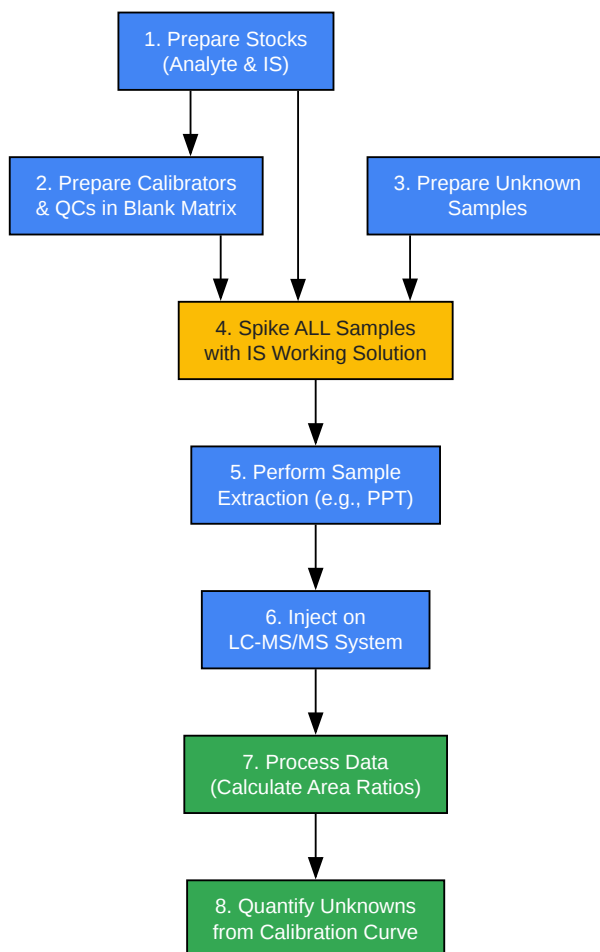 1. Prepare Stocks
(Analyte & IS)
2. Prepare Calibrators
& QCs in Blank Matrix
3. Prepare Unknown
Samples
4. Spike ALL Samples
with IS Working Solution
5. Perform Sample
Extraction (e.g., PPT)
6. Inject on
LC-MS/MS System
7. Process Data
(Calculate Area Ratios)
8. Quantify Unknowns
from Calibration Curve